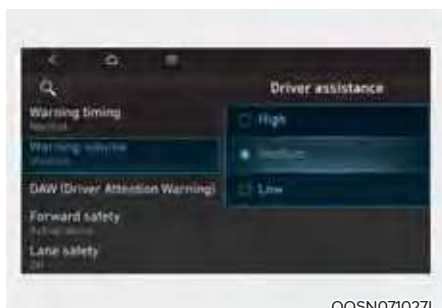 Driver assistance
Warning timing
Normal
High
Warning volume
Medium
Medium
DAW (Driver Attention Warning)
Low
Forward safety
Active assist
Lane safety
Off
OOSN071027L